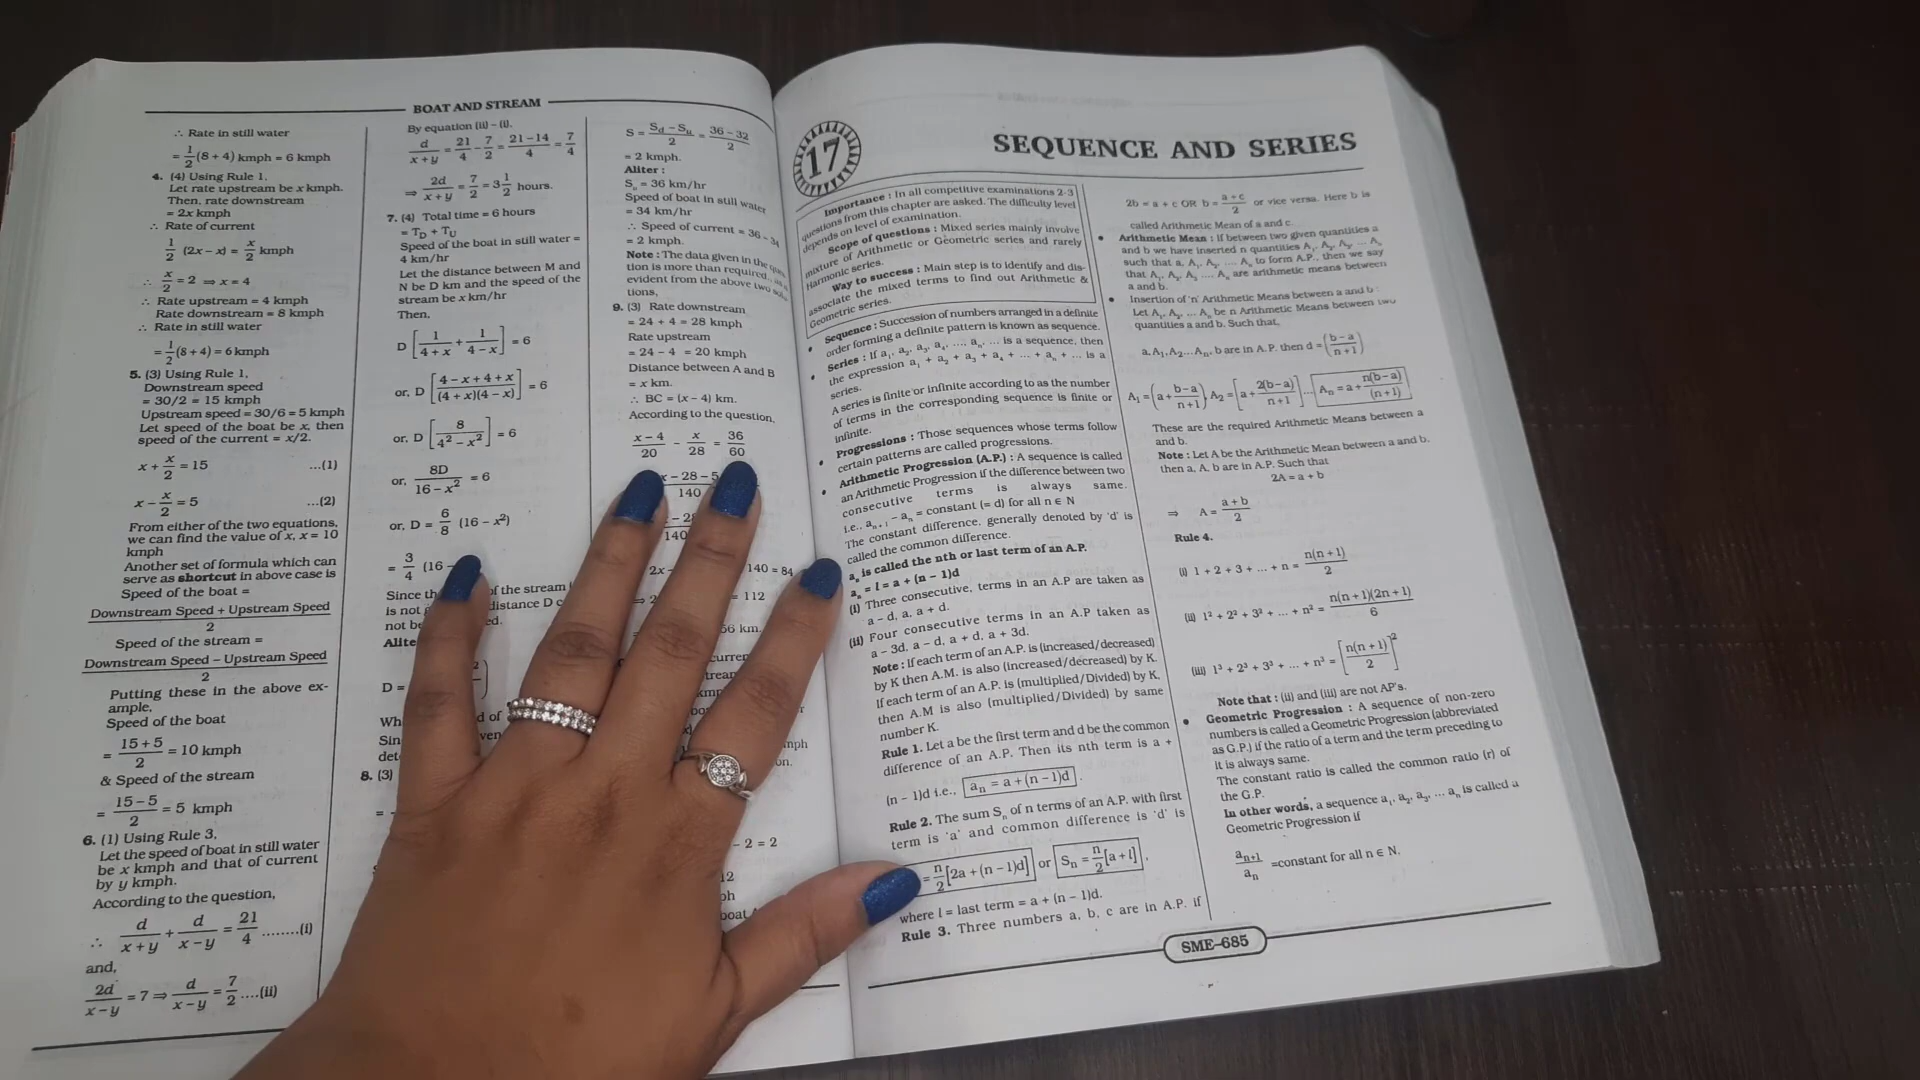 BOAT AND STREAM
∴ Rate in still water
= 1/2 (8 + 4) kmph = 6 kmph
4. (4) Using Rule 1,
Let rate upstream be x kmph.
Then, rate downstream
= 2x kmph
∴ Rate of current
1/2 (2x – x) = x/2 kmph
∴ x/2 = 2 ⇒ x = 4
∴ Rate upstream = 4 kmph
Rate downstream = 8 kmph
∴ Rate in still water
= 1/2 (8 + 4) = 6 kmph
5. (3) Using Rule 1,
Downstream speed
= 30/2 = 15 kmph
Upstream speed = 30/6 = 5 kmph
Let speed of the boat be x, then
speed of the current = x/2.
x + x/2 = 15 ...(1)
x – x/2 = 5 ...(2)
From either of the two equations,
we can find the value of x, x = 10
kmph
Another set of formula which can
serve as shortcut in above case is
Speed of the boat =
Downstream Speed + Upstream Speed
2
Speed of the stream =
Downstream Speed – Upstream Speed
2
Putting these in the above ex-
ample,
Speed of the boat
= (15 + 5)/2 = 10 kmph
& Speed of the stream
= (15 – 5)/2 = 5 kmph
6. (1) Using Rule 3,
Let the speed of boat in still water
be x kmph and that of current
by y kmph.
According to the question,
∴ d/(x + y) + d/(x – y) = 21/4 ........(i)
and,
2d/(x – y) = 7 ⇒ d/(x – y) = 7/2 ....(ii)
By equation (ii) – (i),
d/(x + y) = 21/4 – 7/2 = (21 – 14)/4 = 7/4
⇒ 2d/(x + y) = 7/2 = 3 1/2 hours.
7. (4) Total time = 6 hours
= T_D + T_U
Speed of the boat in still water =
4 km/hr
Let the distance between M and
N be D km and the speed of the
stream be x km/hr
Then,
D [1/(4 + x) + 1/(4 – x)] = 6
or, D [(4 – x + 4 + x)/((4 + x)(4 – x))] = 6
or, D [8/(4² – x²)] = 6
or, 8D/(16 – x²) = 6
or, D = 6/8 (16 – x²)
= 3/4 (16
Since th of the stream
is not distance D
not be ed.
D =
8. (3)
S = (S_d – S_u)/2 = (36 – 32)/2
= 2 kmph.
Aliter :
= 36 km/hr
Speed of boat in still water
= 34 km/hr
∴ Speed of current = 36 – 34
= 2 kmph.
Note : The data given in the
tion is more than required, as
evident from the above two
tions,
9. (3) Rate downstream
= 24 + 4 = 28 kmph
Rate upstream
= 24 – 4 = 20 kmph
Distance between A and B
= x km.
∴ BC = (x – 4) km.
According to the question,
(x – 4)/20 – x/28 = 36/60
140
140
2x 140 = 84
⇒ 2 = 112
km.
– 2 = 2
17
SEQUENCE AND SERIES
Importance : In all competitive examinations 2-3
questions from this chapter are asked. The difficulty level
depends on level of examination.
Scope of questions : Mixed series mainly involve
mixture of Arithmetic or Geometric series and rarely
Harmonic series.
Way to success : Main step is to identify and dis-
associate the mixed terms to find out Arithmetic &
Geometric series.
• Sequence : Succession of numbers arranged in a definite
order forming a definite pattern is known as sequence.
• Series : If a₁, a₂, a₃, a₄, ...., aₙ, ... is a sequence, then
the expression a₁ + a₂ + a₃ + a₄ + ... + aₙ + ... is a
series.
A series is finite or infinite according to as the number
of terms in the corresponding sequence is finite or
infinite.
• Progressions : Those sequences whose terms follow
certain patterns are called progressions.
• Arithmetic Progression (A.P.) : A sequence is called
an Arithmetic Progression if the difference between two
consecutive terms is always same.
i.e., aₙ₊₁ – aₙ = constant (= d) for all n ∈ N
The constant difference, generally denoted by 'd' is
called the common difference.
aₙ is called the nth or last term of an A.P.
aₙ = l = a + (n – 1)d
(i) Three consecutive, terms in an A.P are taken as
a – d, a, a + d.
(ii) Four consecutive terms in an A.P taken as
a – 3d, a – d, a + d, a + 3d.
Note : If each term of an A.P. is (increased/decreased)
by K then A.M. is also (increased/decreased) by K.
If each term of an A.P. is (multiplied/Divided) by K,
then A.M is also (multiplied/Divided) by same
number K.
Rule 1. Let a be the first term and d be the common
difference of an A.P. Then its nth term is a +
(n – 1)d i.e., aₙ = a + (n – 1)d .
Rule 2. The sum Sₙ of n terms of an A.P. with first
term is 'a' and common difference is 'd' is
= n/2 [2a + (n – 1)d] or Sₙ = n/2 [a + l] ,
where l = last term = a + (n – 1)d.
Rule 3. Three numbers a, b, c are in A.P. if
2b = a + c OR b = (a + c)/2 or vice versa. Here b is
called Arithmetic Mean of a and c.
• Arithmetic Mean : If between two given quantities a
and b we have inserted n quantities A₁, A₂, A₃, ... Aₙ
such that a, A₁, A₂, .... Aₙ to form A.P., then we say
that A₁, A₂, A₃ .... Aₙ are arithmetic means between
a and b.
• Insertion of 'n' Arithmetic Means between a and b :
Let A₁, A₂, ... Aₙ be n Arithmetic Means between two
quantities a and b. Such that,
a, A₁, A₂...Aₙ, b are in A.P. then d = ((b – a)/(n + 1))
A₁ = (a + (b – a)/(n + 1)), A₂ = [a + 2(b – a)/(n + 1)] ... Aₙ = a + n(b – a)/(n + 1)
These are the required Arithmetic Means between a
and b.
Note : Let A be the Arithmetic Mean between a and b.
then a, A, b are in A.P. Such that
2A = a + b
⇒ A = (a + b)/2
Rule 4.
(i) 1 + 2 + 3 + ... + n = n(n + 1)/2
(ii) 1² + 2² + 3² + ... + n² = n(n + 1)(2n + 1)/6
(iii) 1³ + 2³ + 3³ + ... + n³ = [n(n + 1)/2]²
Note that : (ii) and (iii) are not AP's.
• Geometric Progression : A sequence of non-zero
numbers is called a Geometric Progression (abbreviated
as G.P.) if the ratio of a term and the term preceding to
it is always same.
The constant ratio is called the common ratio (r) of
the G.P.
In other words, a sequence a₁, a₂, a₃, ... aₙ is called a
Geometric Progression if
aₙ₊₁/aₙ =constant for all n ∈ N.
SME–685